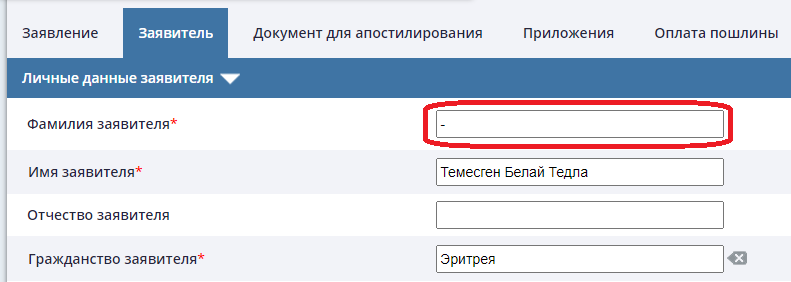 Заявление Заявитель Документ для апостилирования Приложения Оплата пошлины
Личные данные заявителя
Фамилия заявителя* -
Имя заявителя* Темесген Белай Тедла
Отчество заявителя
Гражданство заявителя* Эритрея